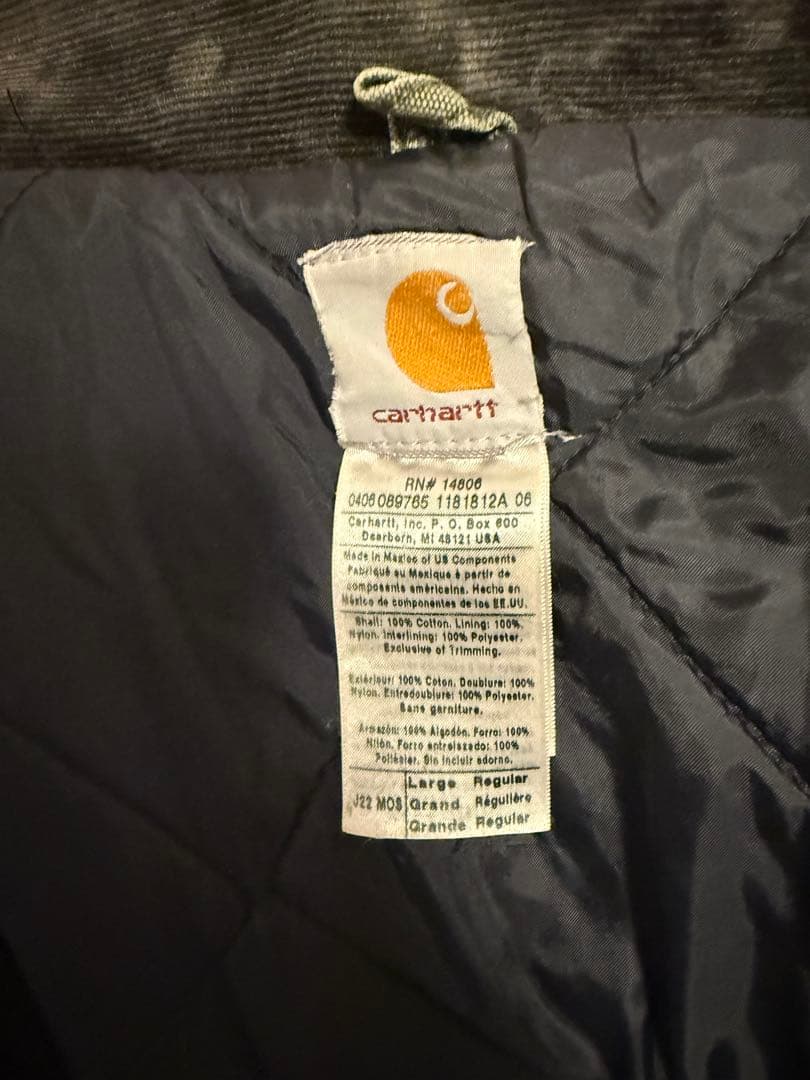 carhartt
RN# 14806
0406089765 1181812A 06
Carhartt, Inc. P. O. Box 600
Dearborn, MI 48121 USA
Made in Mexico of US Components
Fabriqué au Mexique à partir de
composants américains. Hecho en
México de componentes de los EE.UU.
Shell: 100% Cotton. Lining: 100%
Nylon. Interlining: 100% Polyester.
Exclusive of Trimming.
Extérieur: 100% Coton. Doublure: 100%
Nylon. Entredoublure: 100% Polyester.
Sans garniture.
Armazón: 100% Algodón. Forro: 100%
Nilón. Forro entrelazado: 100%
Poliéster. Sin incluir adorno.
Large Regular
J22 MOS Grand Régulière
Grande Regular